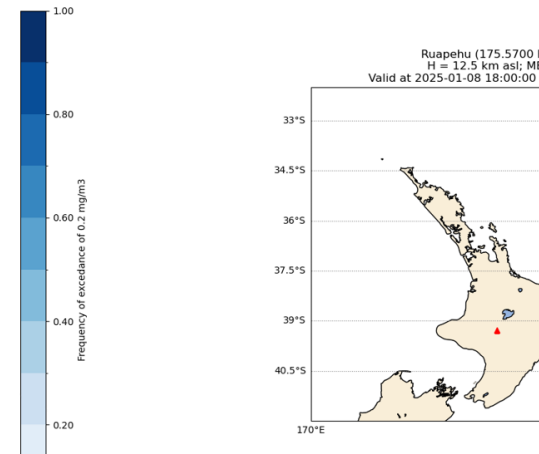 1.00
0.80
0.60
0.40
0.20
Frequency of excedance of 0.2 mg/m3
Ruapehu (175.5700
H = 12.5 km asl;
Valid at 2025-01-08 18:00:00
33°S
34.5°S
36°S
37.5°S
39°S
40.5°S
170°E